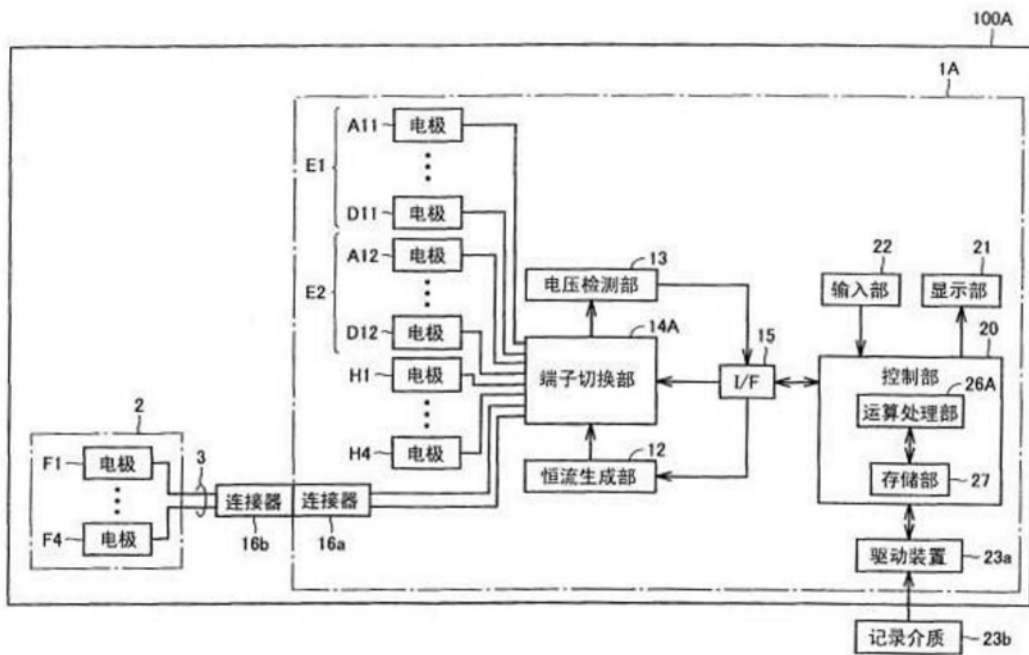 100A
1A
A11 电极
E1
D11 电极
A12 电极
E2
D12 电极
H1 电极
H4 电极
13
电压检测部
14A
端子切换部
12
恒流生成部
15
I/F
22
输入部
21
显示部
20
控制部
26A
运算处理部
存储部
27
驱动装置 23a
记录介质 23b
2
F1 电极
3
F4 电极
连接器 连接器
16b 16a